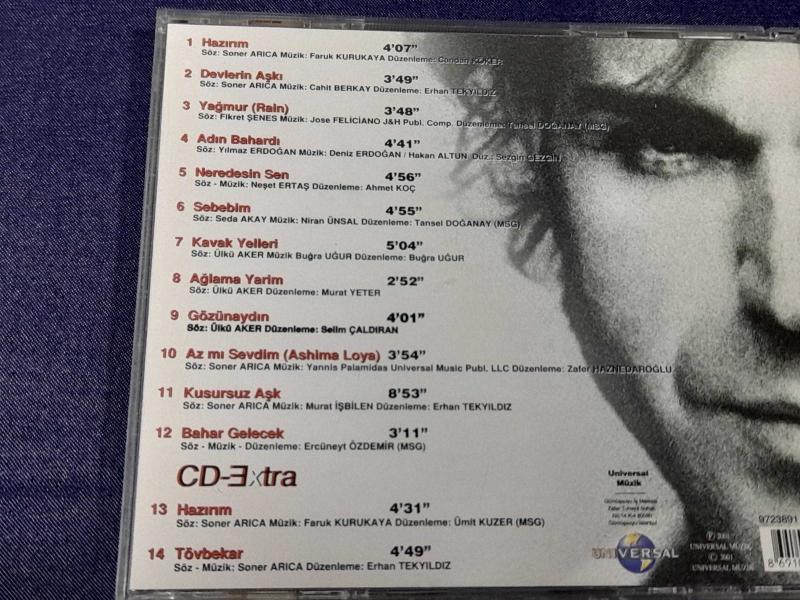 1 Hazırım 4'07"
Söz: Soner ARICA Müzik: Faruk KURUKAYA Düzenleme: Candan KÖKER
2 Devlerin Aşkı 3'49"
Söz: Soner ARICA Müzik: Cahit BERKAY Düzenleme: Erhan TEKYILDIZ
3 Yağmur (Rain) 3'48"
Söz: Fikret ŞENES Müzik: Jose FELICIANO J&H Publ. Comp. Düzenleme: Tansel DOĞANAY (MSG)
4 Adın Bahardı 4'41"
Söz: Yılmaz ERDOĞAN Müzik: Deniz ERDOĞAN / Hakan ALTUN Düz.: Sezgin GEZGİN
5 Neredesin Sen 4'56"
Söz - Müzik: Neşet ERTAŞ Düzenleme: Ahmet KOÇ
6 Sebebim 4'55"
Söz: Seda AKAY Müzik: Niran ÜNSAL Düzenleme: Tansel DOĞANAY (MSG)
7 Kavak Yelleri 5'04"
Söz: Ülkü AKER Müzik Buğra UĞUR Düzenleme: Buğra UĞUR
8 Ağlama Yarim 2'52"
Söz: Ülkü AKER Düzenleme: Murat YETER
9 Gözünaydın 4'01"
Söz: Ülkü AKER Düzenleme: Selim ÇALDIRAN
10 Az mı Sevdim (Ashima Loya) 3'54"
Söz: Soner ARICA Müzik: Yannis Palamidas Universal Music Publ. LLC Düzenleme: Zafer HAZNEDAROĞLU
11 Kusursuz Aşk 8'53"
Söz: Soner ARICA Müzik: Murat İŞBİLEN Düzenleme: Erhan TEKYILDIZ
12 Bahar Gelecek 3'11"
Söz - Müzik - Düzenleme: Ercüneyt ÖZDEMİR (MSG)
CD-Extra
13 Hazırım 4'31"
Söz: Soner ARICA Müzik: Faruk KURUKAYA Düzenleme: Ümit KUZER (MSG)
14 Tövbekar 4'49"
Söz - Müzik: Soner ARICA Düzenleme: Erhan TEKYILDIZ
Universal
Müzik
UNIVERSAL
℗ 2001
UNIVERSAL MÜZİK
© 2001
UNIVERSAL MÜZİK
9723891